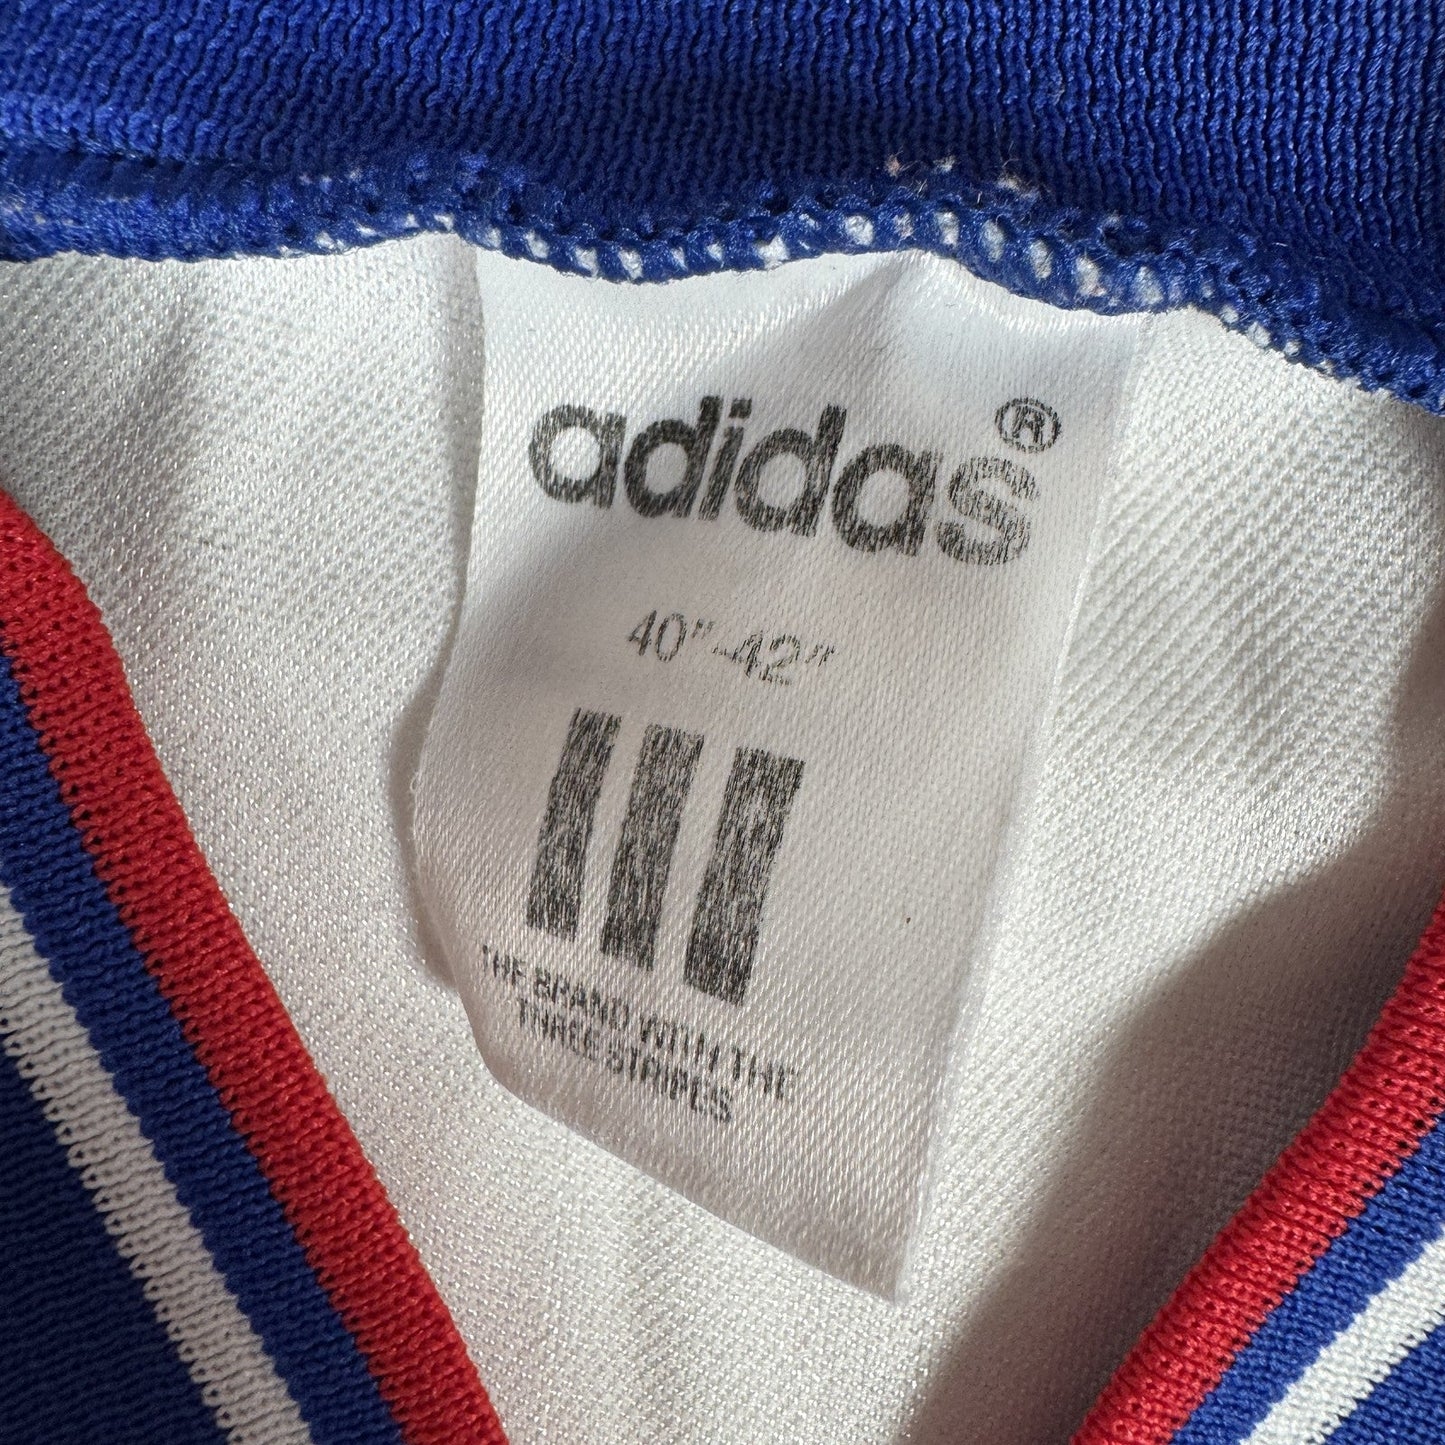 adidas®
40"-42"
THE BRAND WITH THE
THREE STRIPES